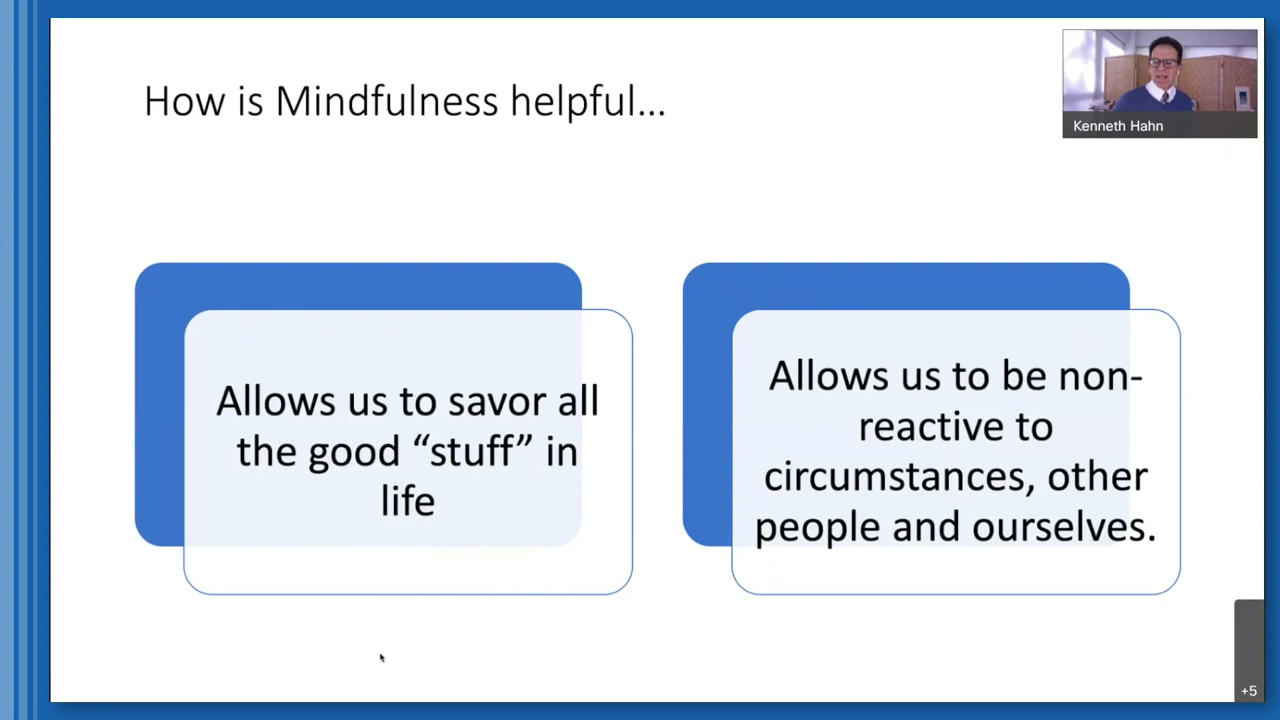 How is Mindfulness helpful...
Kenneth Hahn
Allows us to savor all
the good “stuff” in
life
Allows us to be non-
reactive to
circumstances, other
people and ourselves.
+5